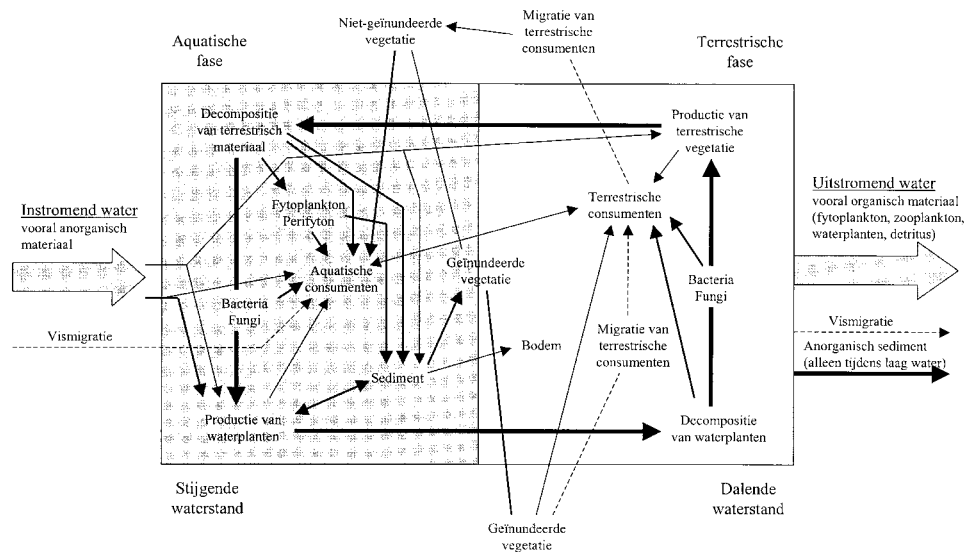 Niet-geïnundeerde
vegetatie
Migratie van
terrestrische
consumenten
Aquatische
fase
Terrestrische
fase
Decompositie
van terrestrisch
materiaal
Productie van
terrestrische
vegetatie
Fytoplankton
Perifyton
Terrestrische
consumenten
Instromend water
vooral anorganisch
materiaal
Uitstromend water
vooral organisch materiaal
(fytoplankton, zooplankton,
waterplanten, detritus)
Aquatische
consumenten
Geïnundeerde
vegetatie
Bacteria
Fungi
Bacteria
Fungi
Vismigratie
Vismigratie
Migratie van
terrestrische
consumenten
Bodem
Anorganisch sediment
(alleen tijdens laag water)
Sediment
Productie van
waterplanten
Decompositie
van waterplanten
Stijgende
waterstand
Dalende
waterstand
Geïnundeerde
vegetatie